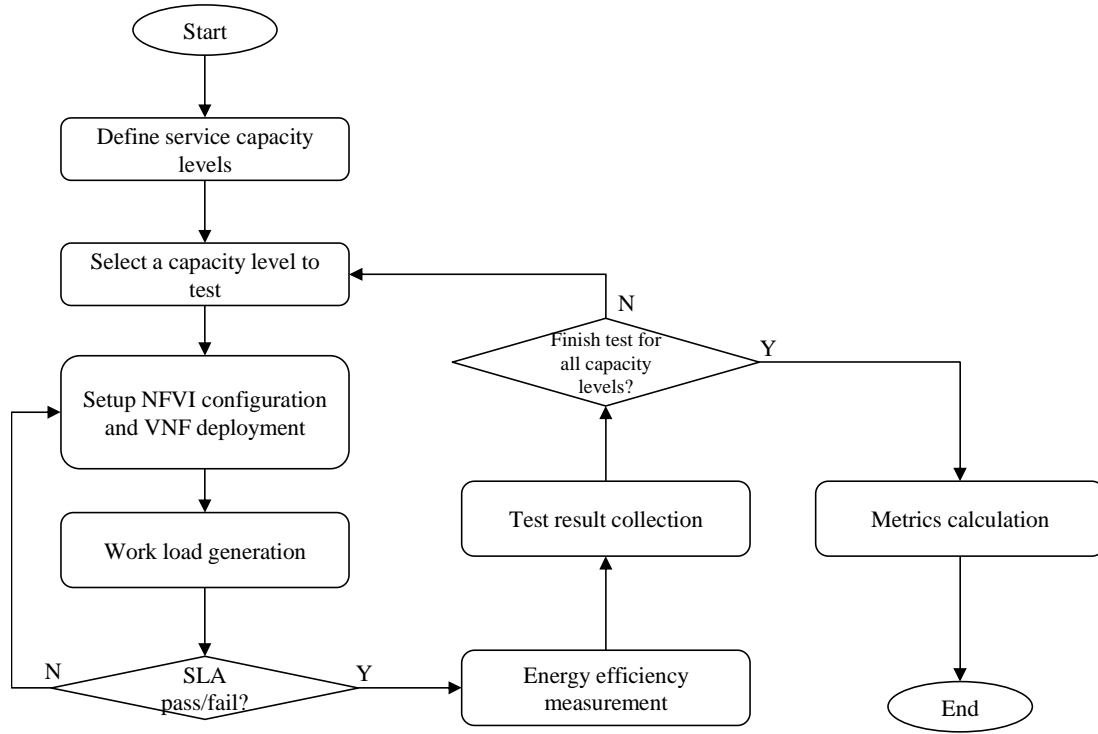 Start
Define service capacity
levels
Select a capacity level to
test
Setup NFVI configuration
and VNF deployment
Work load generation
SLA
pass/fail?
N
Y
Energy efficiency
measurement
Test result collection
Finish test for
all capacity
levels?
N
Y
Metrics calculation
End